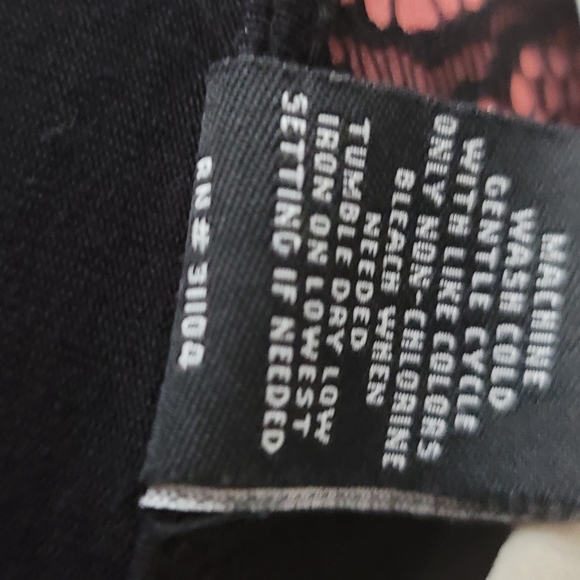 MACHINE
WASH COLD
GENTLE CYCLE
WITH LIKE COLORS
ONLY NON-CHLORINE
BLEACH WHEN
NEEDED
TUMBLE DRY LOW
IRON ON LOWEST
SETTING IF NEEDED
RN# 31104